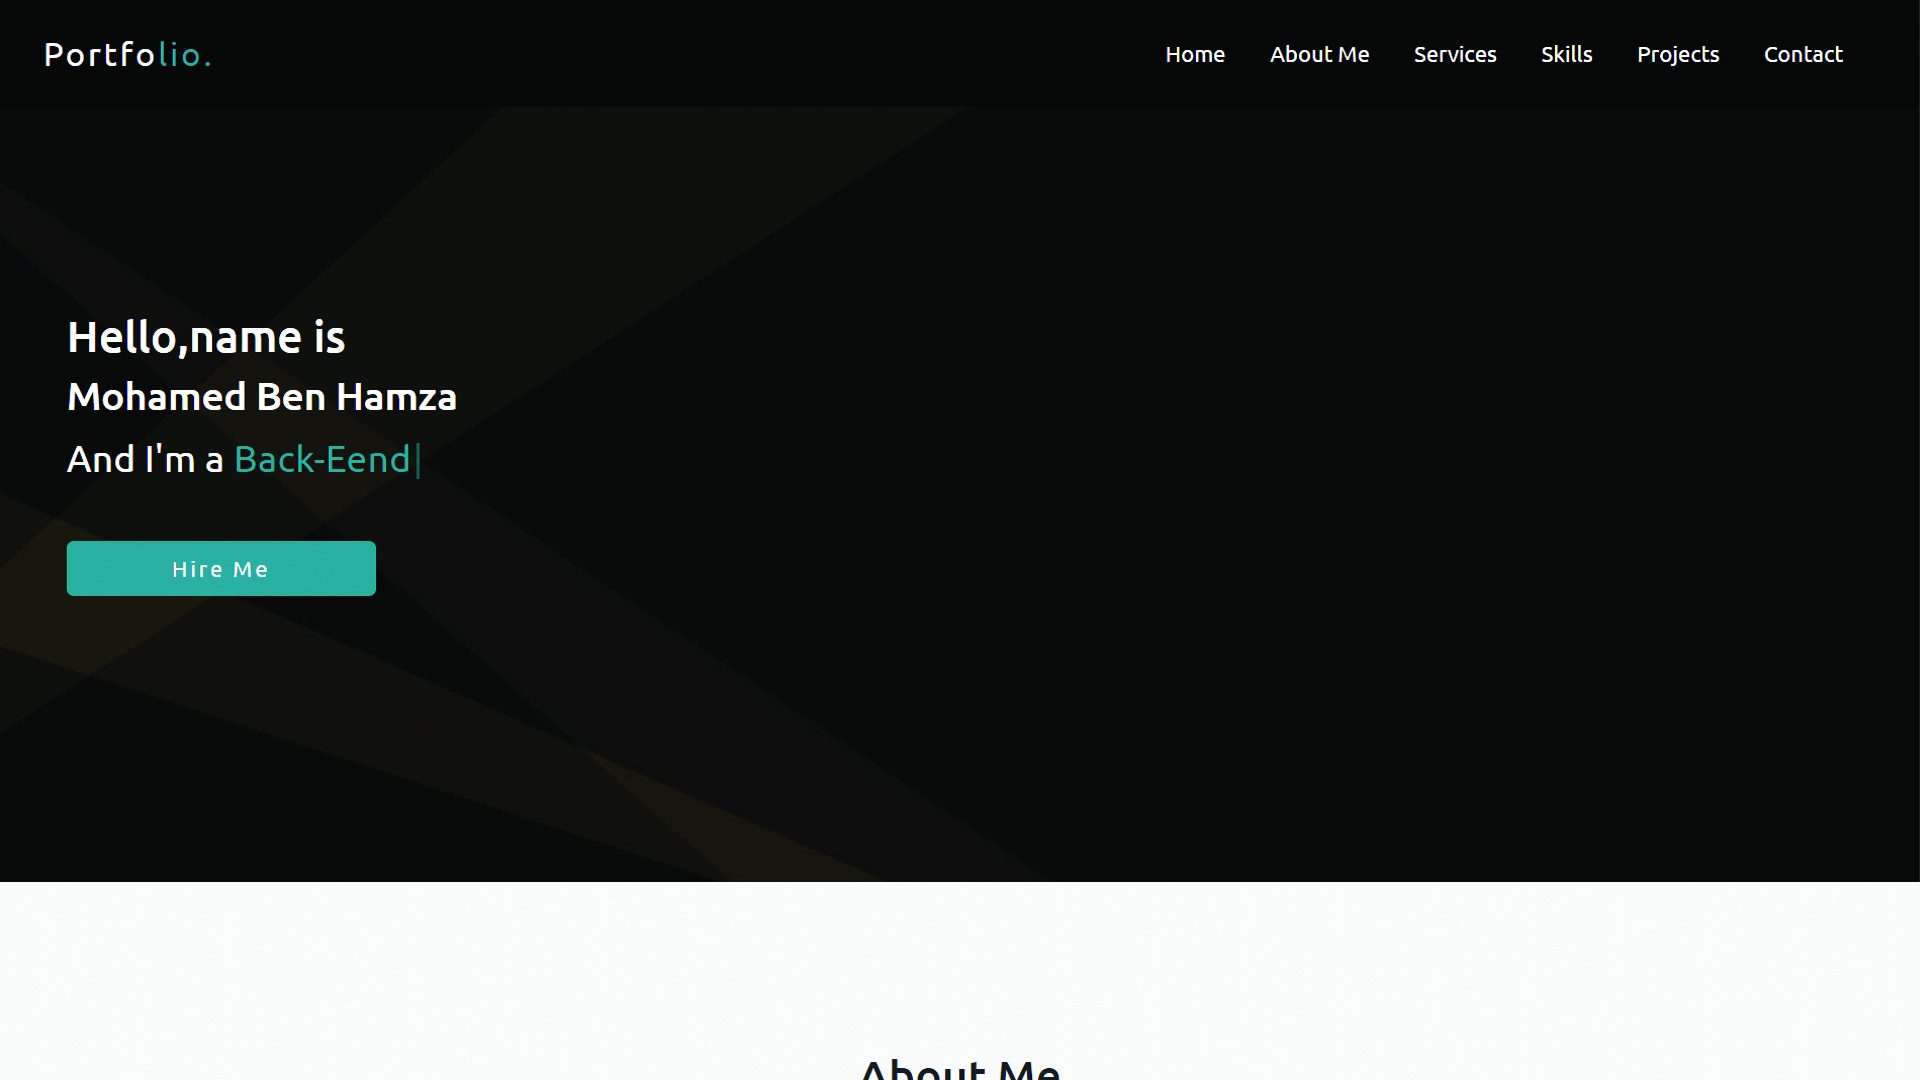 Portfolio.
Home About Me Services Skills Projects Contact
Hello,name is
Mohamed Ben Hamza
And I'm a Back-Eend|
Hire Me
About Me